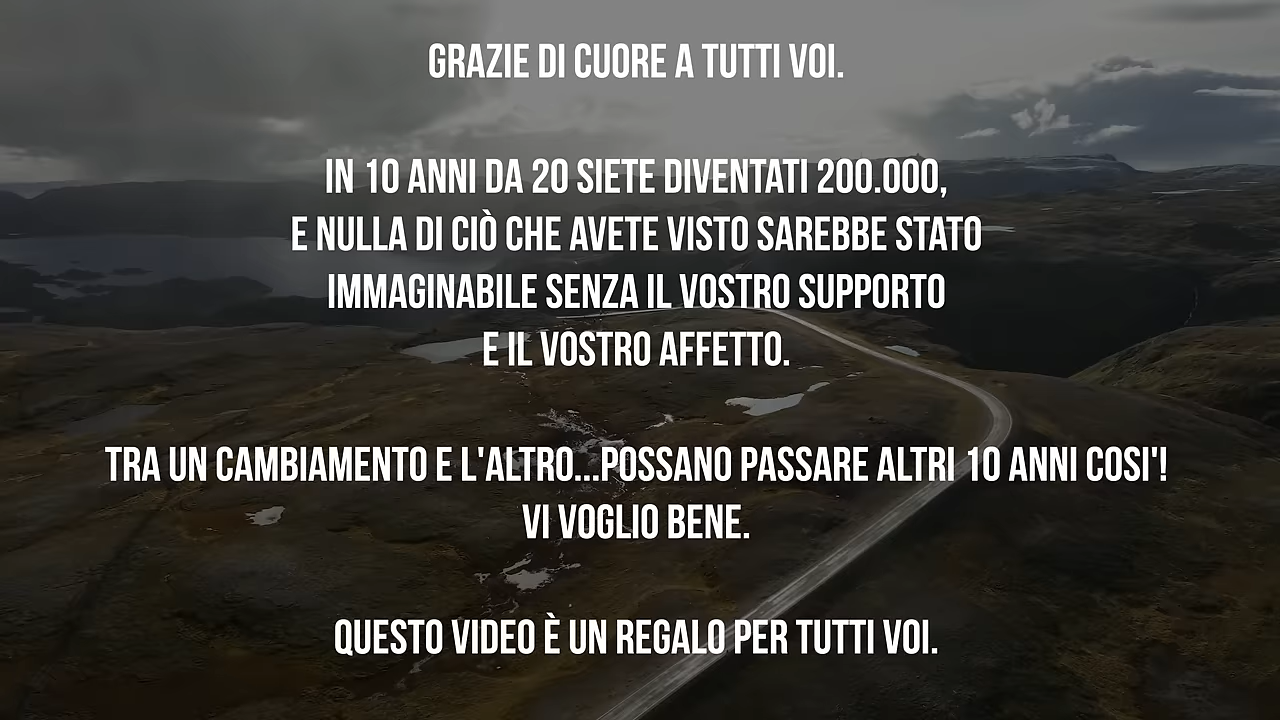 GRAZIE DI CUORE A TUTTI VOI.
IN 10 ANNI DA 20 SIETE DIVENTATI 200.000,
E NULLA DI CIÒ CHE AVETE VISTO SAREBBE STATO
IMMAGINABILE SENZA IL VOSTRO SUPPORTO
E IL VOSTRO AFFETTO.
TRA UN CAMBIAMENTO E L'ALTRO...POSSANO PASSARE ALTRI 10 ANNI COSI'!
VI VOGLIO BENE.
QUESTO VIDEO È UN REGALO PER TUTTI VOI.